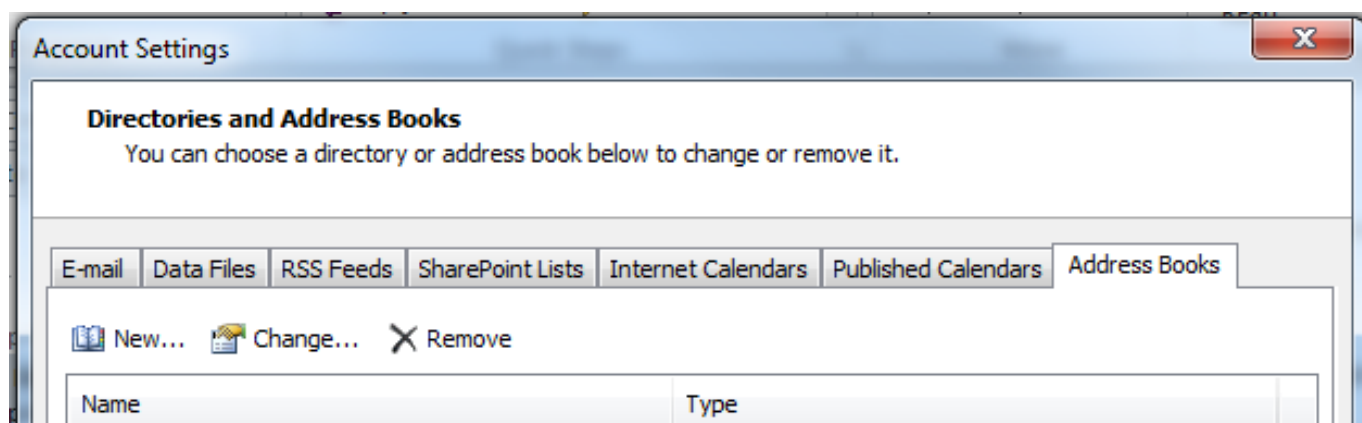 Account Settings
Directories and Address Books
You can choose a directory or address book below to change or remove it.
E-mail Data Files RSS Feeds SharePoint Lists Internet Calendars Published Calendars Address Books
New... Change... Remove
Name Type